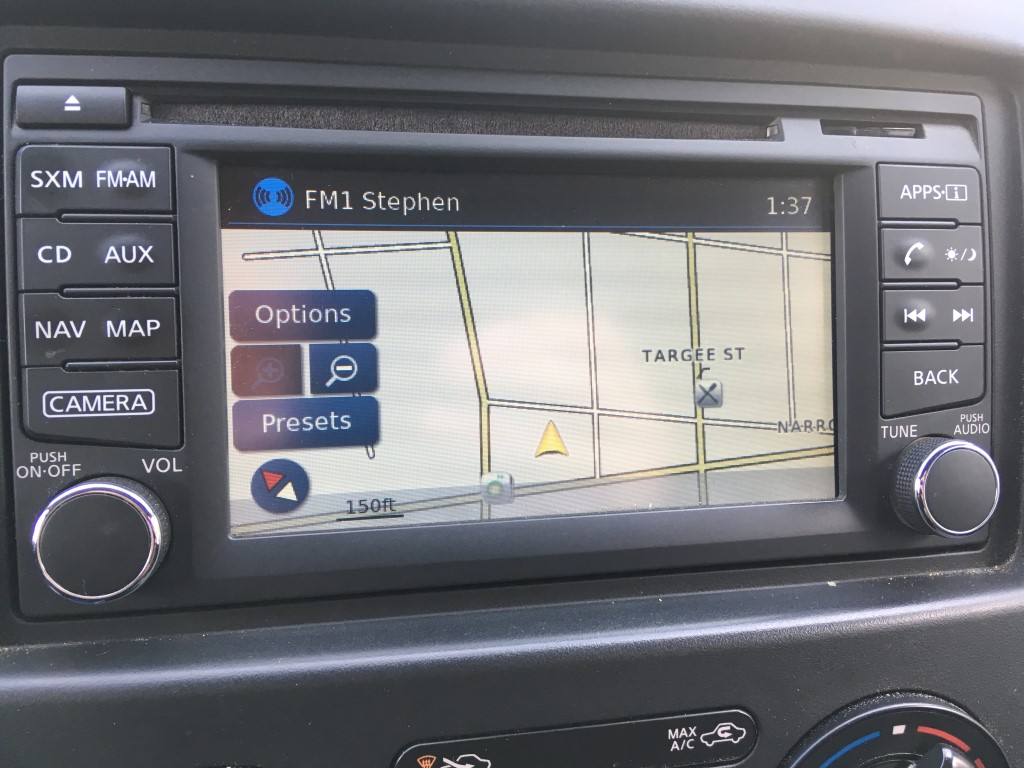 SXM FM·AM
CD AUX
NAV MAP
CAMERA
PUSH
ON·OFF
VOL
FM1 Stephen 1:37
Options
Presets
150ft
TARGEE ST
APPS·i
BACK
TUNE
PUSH
AUDIO
MAX
A/C